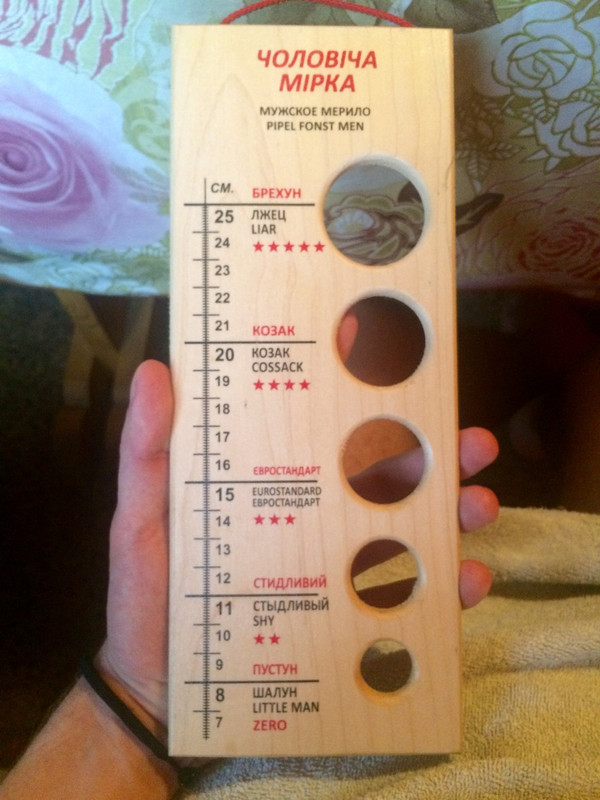 ЧОЛОВІЧА
МІРКА
МУЖСКОЕ МЕРИЛО
PIPEL FONST MEN
СМ.
БРЕХУН
25
ЛЖЕЦ
LIAR
24
★★★★★
23
22
21
КОЗАК
20
КОЗАК
COSSACK
19
★★★★
18
17
16
ЄВРОСТАНДАРТ
15
EUROSTANDARD
ЕВРОСТАНДАРТ
14
★★★
13
12
СТИДЛИВИЙ
11
СТЫДЛИВЫЙ
SHY
10
★★
9
ПУСТУН
8
ШАЛУН
LITTLE MAN
7
ZERO